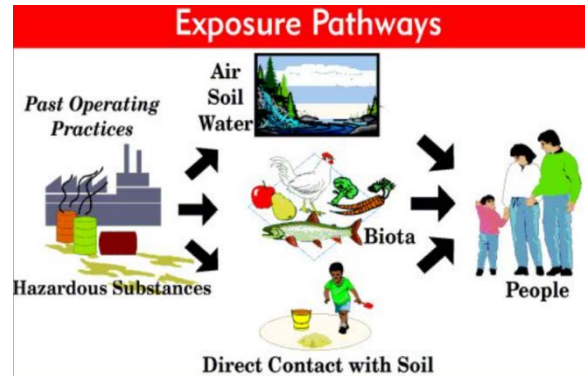 Exposure Pathways
Past Operating
Practices
Hazardous Substances
Air
Soil
Water
Biota
Direct Contact with Soil
People